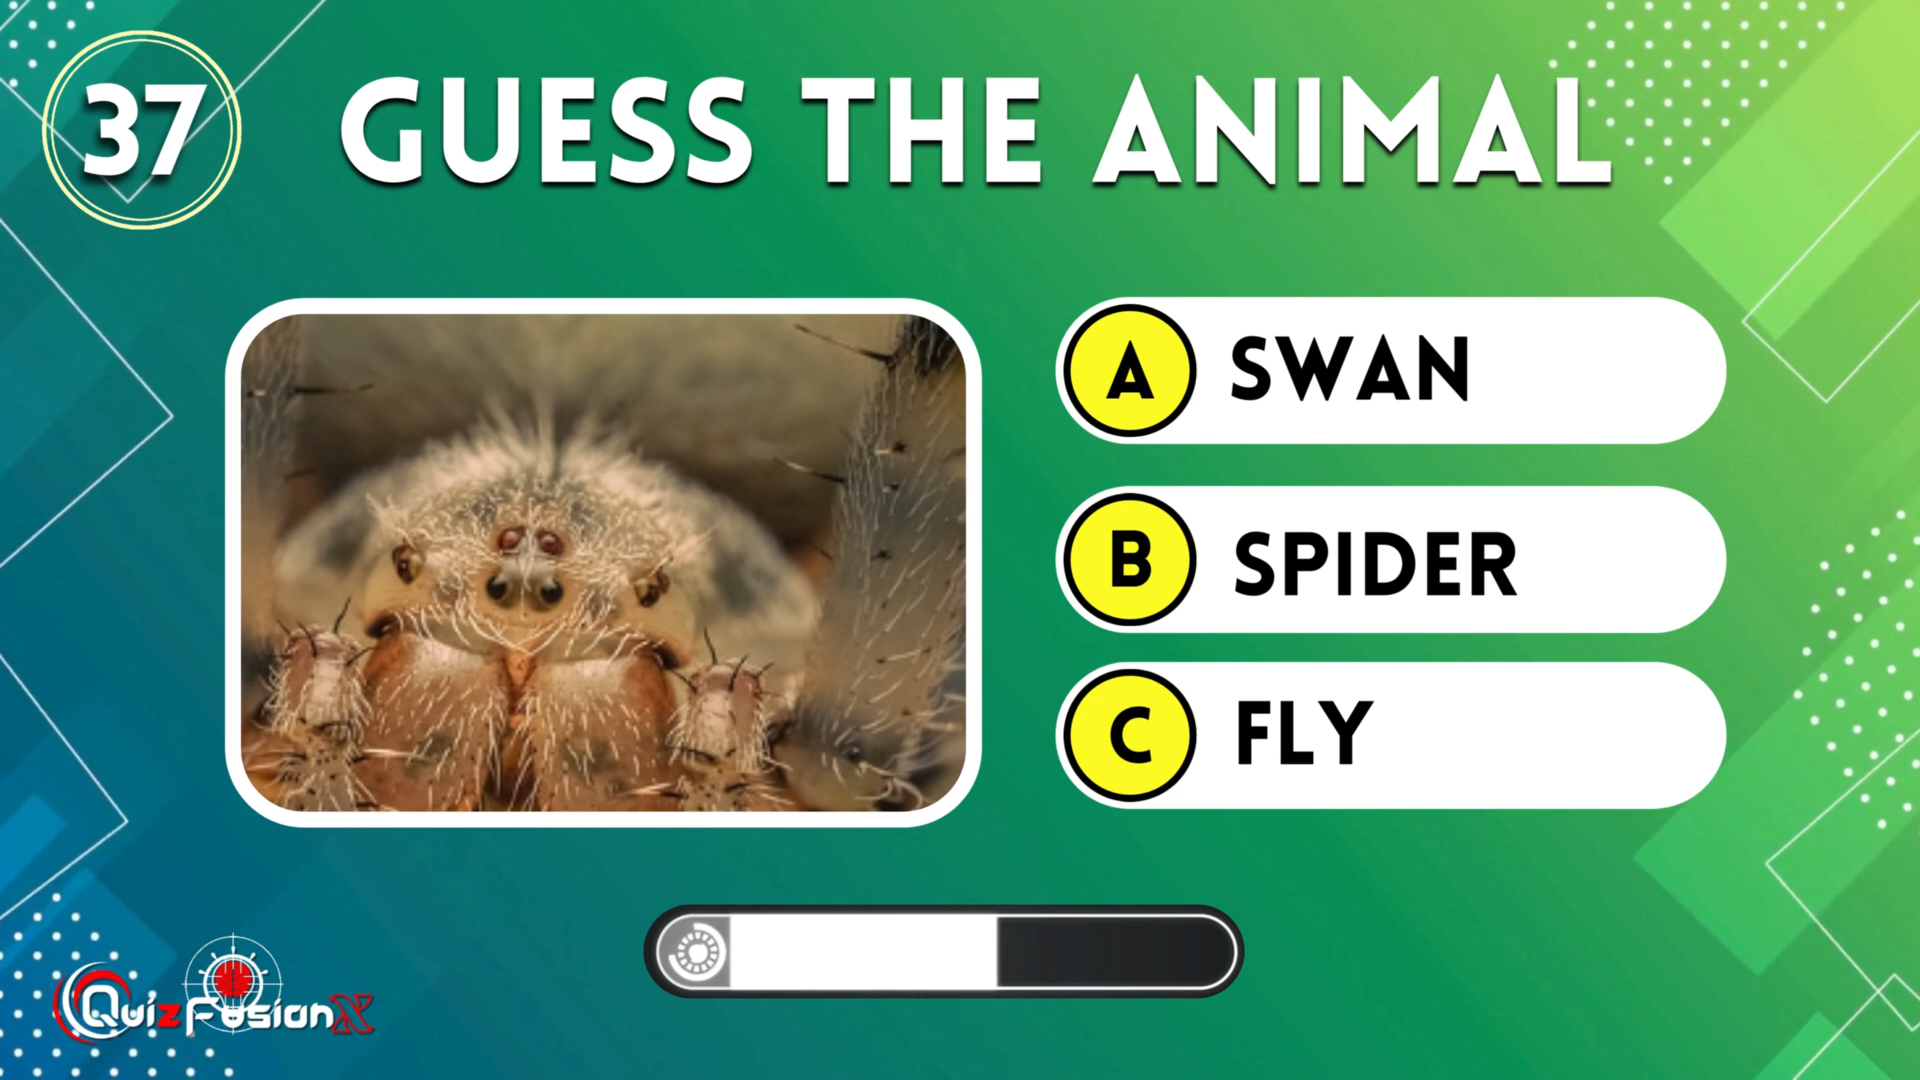 37
GUESS THE ANIMAL
A SWAN
B SPIDER
C FLY
QuizFusionX